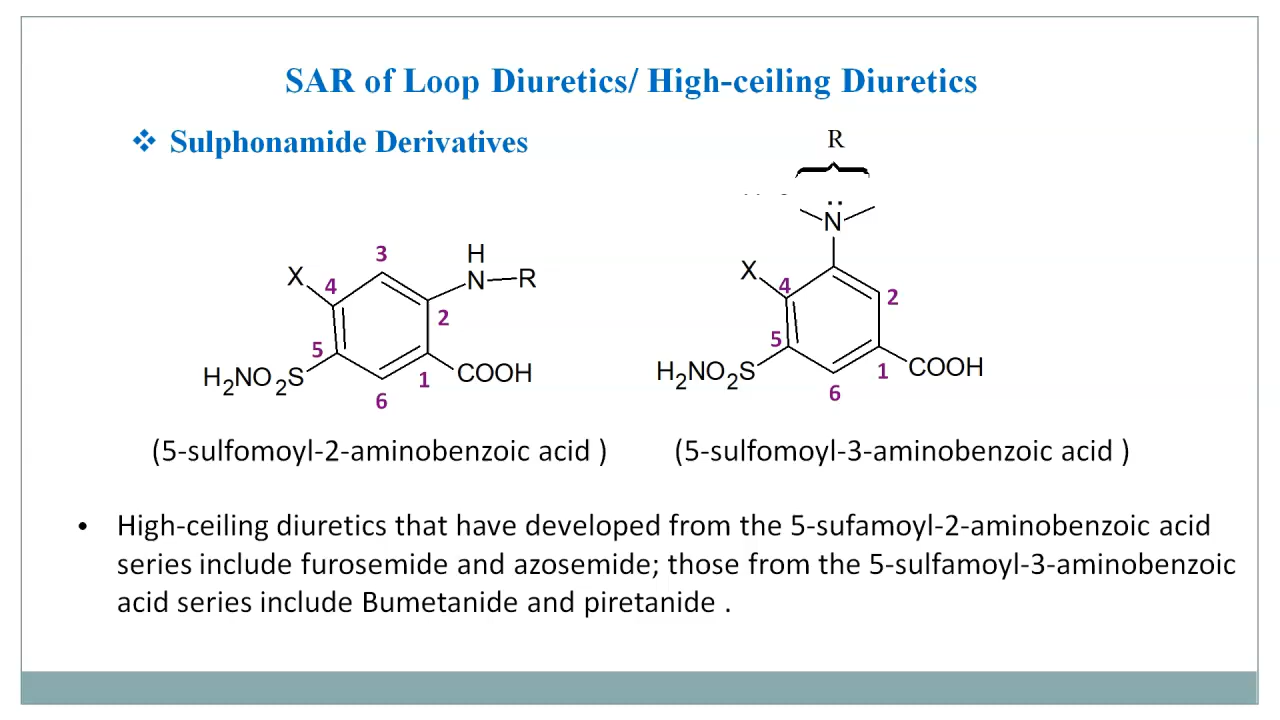 SAR of Loop Diuretics/ High-ceiling Diuretics
❖ Sulphonamide Derivatives
R
N
H
N R
X
3
4
2
5
1
6
H2NO2S
COOH
X
4
2
5
1
6
H2NO2S
COOH
(5-sulfomoyl-2-aminobenzoic acid )
(5-sulfomoyl-3-aminobenzoic acid )
• High-ceiling diuretics that have developed from the 5-sufamoyl-2-aminobenzoic acid
series include furosemide and azosemide; those from the 5-sulfamoyl-3-aminobenzoic
acid series include Bumetanide and piretanide .